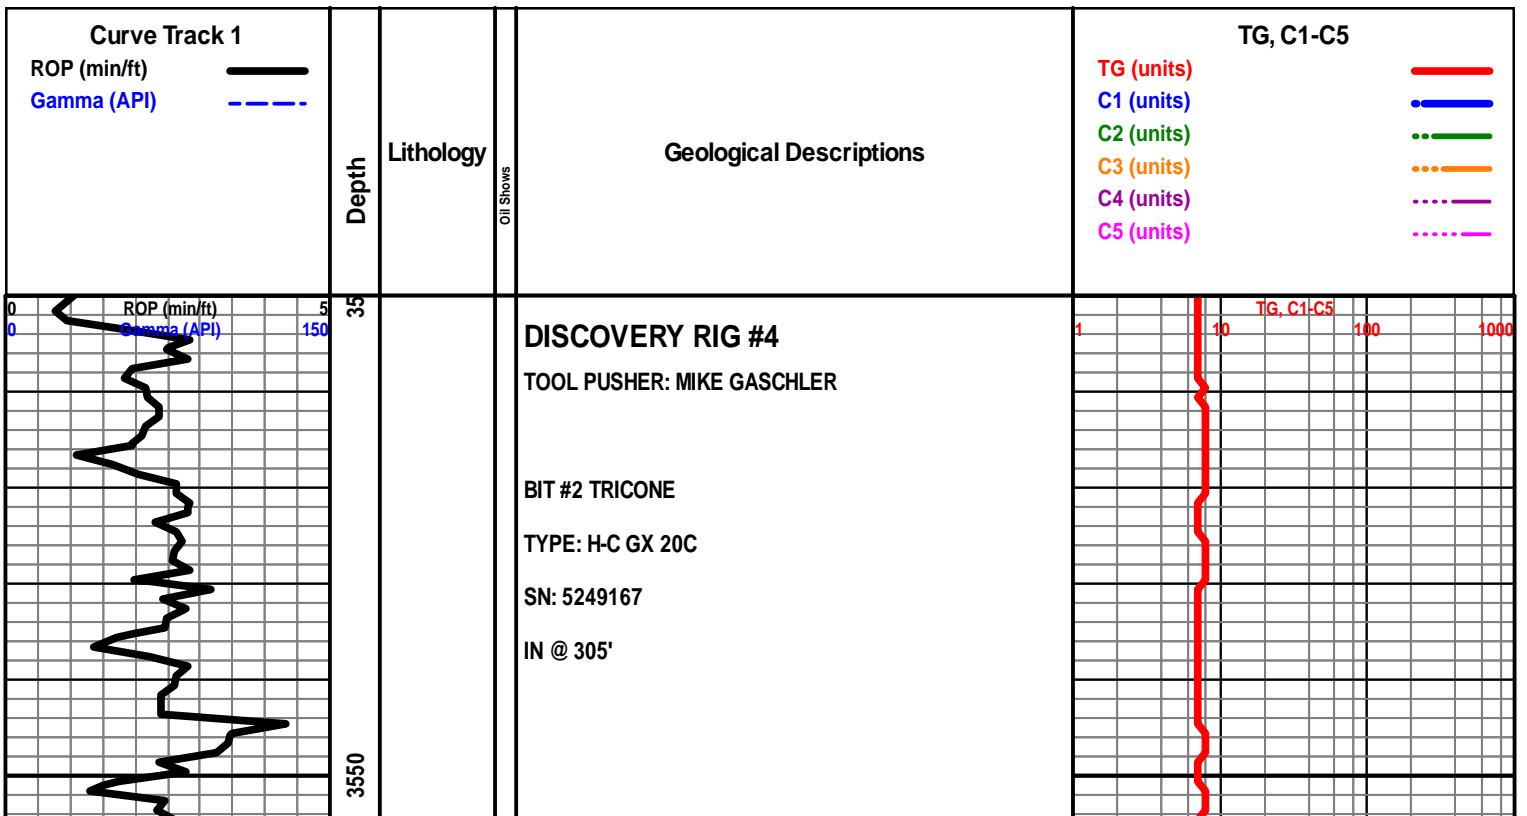 Curve Track 1
ROP (min/ft)
Gamma (API)
Depth
Lithology
Oil Shows
Geological Descriptions
TG, C1-C5
TG (units)
C1 (units)
C2 (units)
C3 (units)
C4 (units)
C5 (units)
0 ROP (min/ft) 5
0 Gamma (API) 150
35
TG, C1-C5
1 10 100 1000
DISCOVERY RIG #4
TOOL PUSHER: MIKE GASCHLER
BIT #2 TRICONE
TYPE: H-C GX 20C
SN: 5249167
IN @ 305'
3550